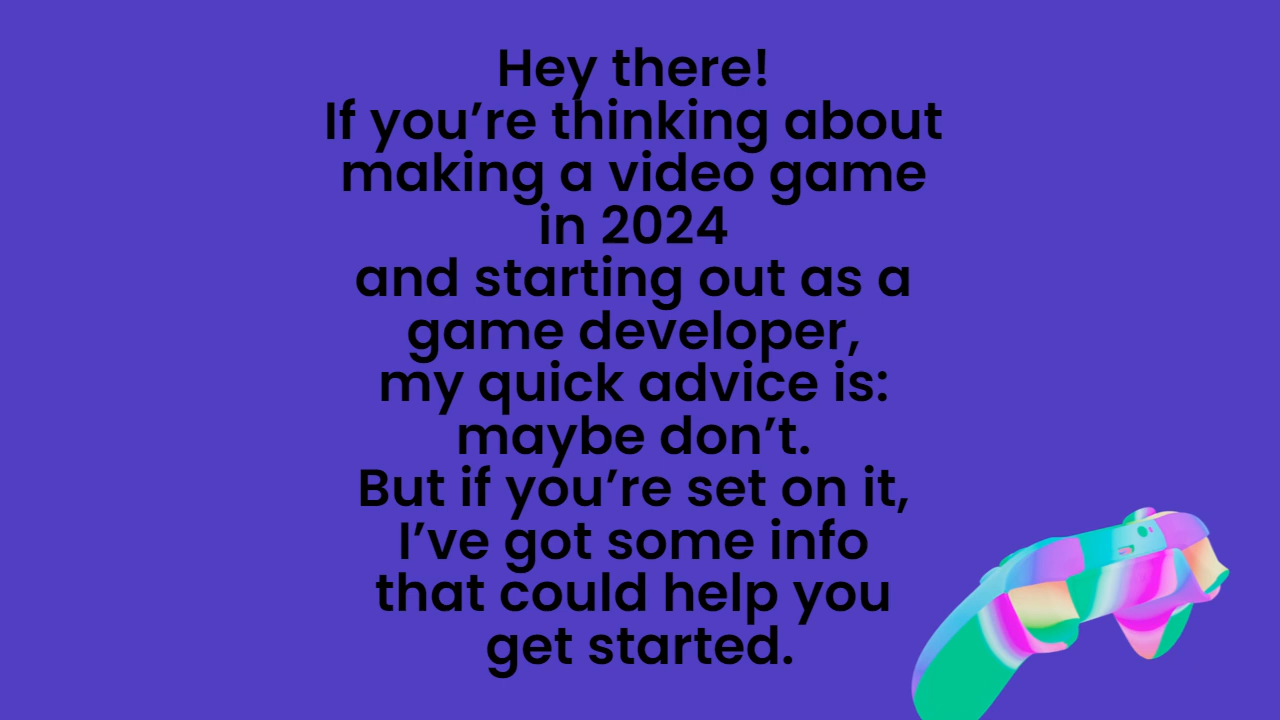 Hey there!
If you’re thinking about
making a video game
in 2024
and starting out as a
game developer,
my quick advice is:
maybe don’t.
But if you’re set on it,
I’ve got some info
that could help you
get started.